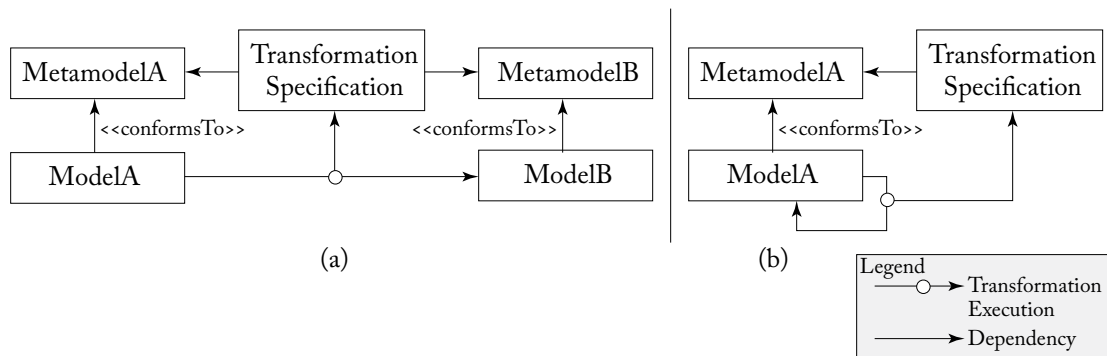 MetamodelA
Transformation
Specification
MetamodelB
<<conformsTo>>
<<conformsTo>>
ModelA
ModelB
(a)
MetamodelA
Transformation
Specification
<<conformsTo>>
ModelA
(b)
Legend
Transformation
Execution
Dependency